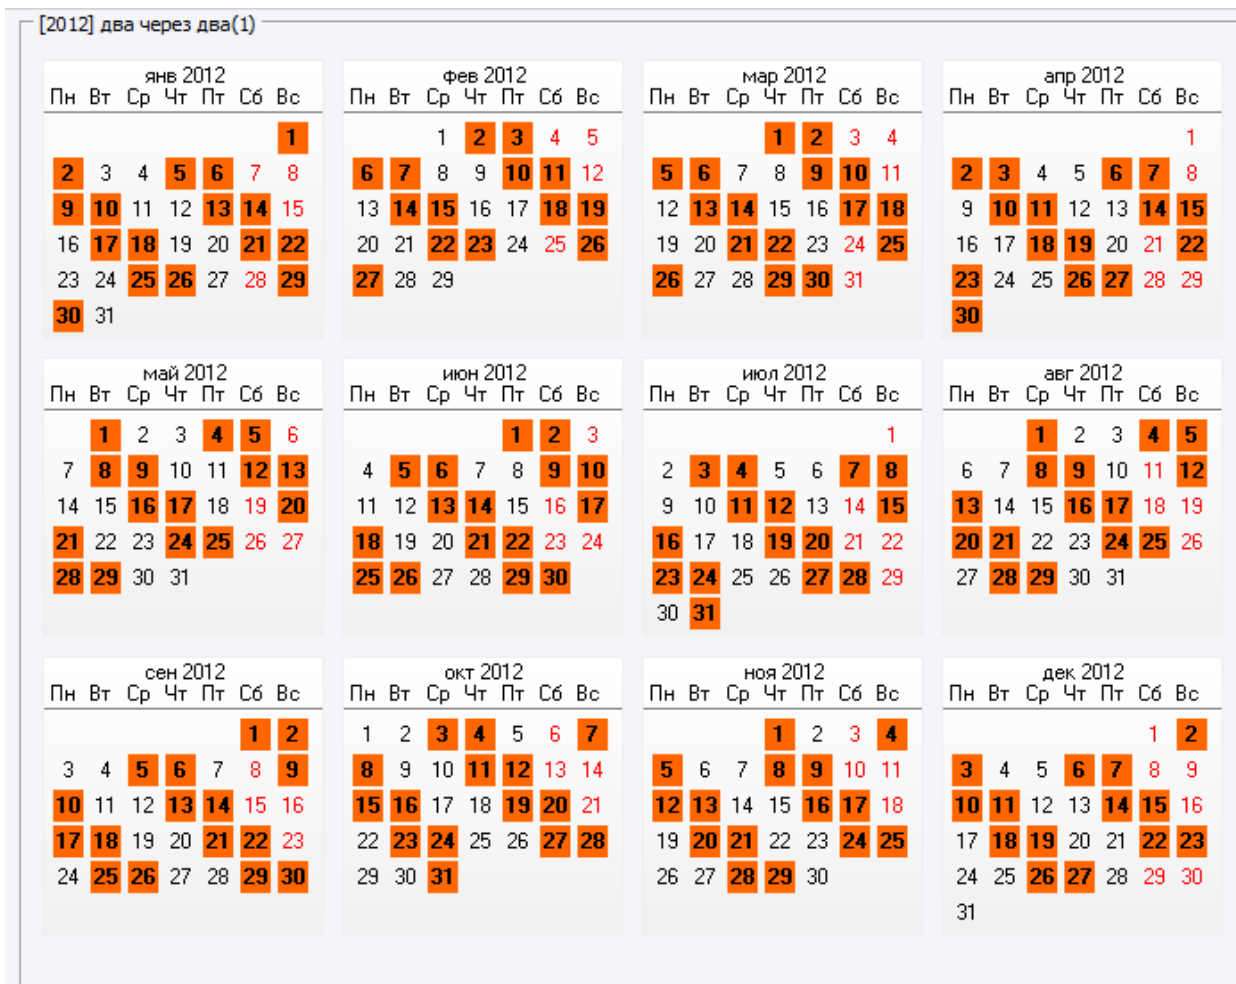 [2012] два через два(1)
янв 2012 фев 2012 мар 2012 апр 2012
Пн Вт Ср Чт Пт Сб Вс Пн Вт Ср Чт Пт Сб Вс Пн Вт Ср Чт Пт Сб Вс Пн Вт Ср Чт Пт Сб Вс
1 1 2 3 4 5 1 2 3 4 1
2 3 4 5 6 7 8 6 7 8 9 10 11 12 5 6 7 8 9 10 11 2 3 4 5 6 7 8
9 10 11 12 13 14 15 13 14 15 16 17 18 19 12 13 14 15 16 17 18 9 10 11 12 13 14 15
16 17 18 19 20 21 22 20 21 22 23 24 25 26 19 20 21 22 23 24 25 16 17 18 19 20 21 22
23 24 25 26 27 28 29 27 28 29 26 27 28 29 30 31 23 24 25 26 27 28 29
30 31 30
май 2012 июн 2012 июл 2012 авг 2012
Пн Вт Ср Чт Пт Сб Вс Пн Вт Ср Чт Пт Сб Вс Пн Вт Ср Чт Пт Сб Вс Пн Вт Ср Чт Пт Сб Вс
1 2 3 4 5 6 1 2 3 1 1 2 3 4 5
7 8 9 10 11 12 13 4 5 6 7 8 9 10 2 3 4 5 6 7 8 6 7 8 9 10 11 12
14 15 16 17 18 19 20 11 12 13 14 15 16 17 9 10 11 12 13 14 15 13 14 15 16 17 18 19
21 22 23 24 25 26 27 18 19 20 21 22 23 24 16 17 18 19 20 21 22 20 21 22 23 24 25 26
28 29 30 31 25 26 27 28 29 30 23 24 25 26 27 28 29 27 28 29 30 31
30 31
сен 2012 окт 2012 ноя 2012 дек 2012
Пн Вт Ср Чт Пт Сб Вс Пн Вт Ср Чт Пт Сб Вс Пн Вт Ср Чт Пт Сб Вс Пн Вт Ср Чт Пт Сб Вс
1 2 1 2 3 4 5 6 7 1 2 3 4 1 2
3 4 5 6 7 8 9 8 9 10 11 12 13 14 5 6 7 8 9 10 11 3 4 5 6 7 8 9
10 11 12 13 14 15 16 15 16 17 18 19 20 21 12 13 14 15 16 17 18 10 11 12 13 14 15 16
17 18 19 20 21 22 23 22 23 24 25 26 27 28 19 20 21 22 23 24 25 17 18 19 20 21 22 23
24 25 26 27 28 29 30 29 30 31 26 27 28 29 30 24 25 26 27 28 29 30
31